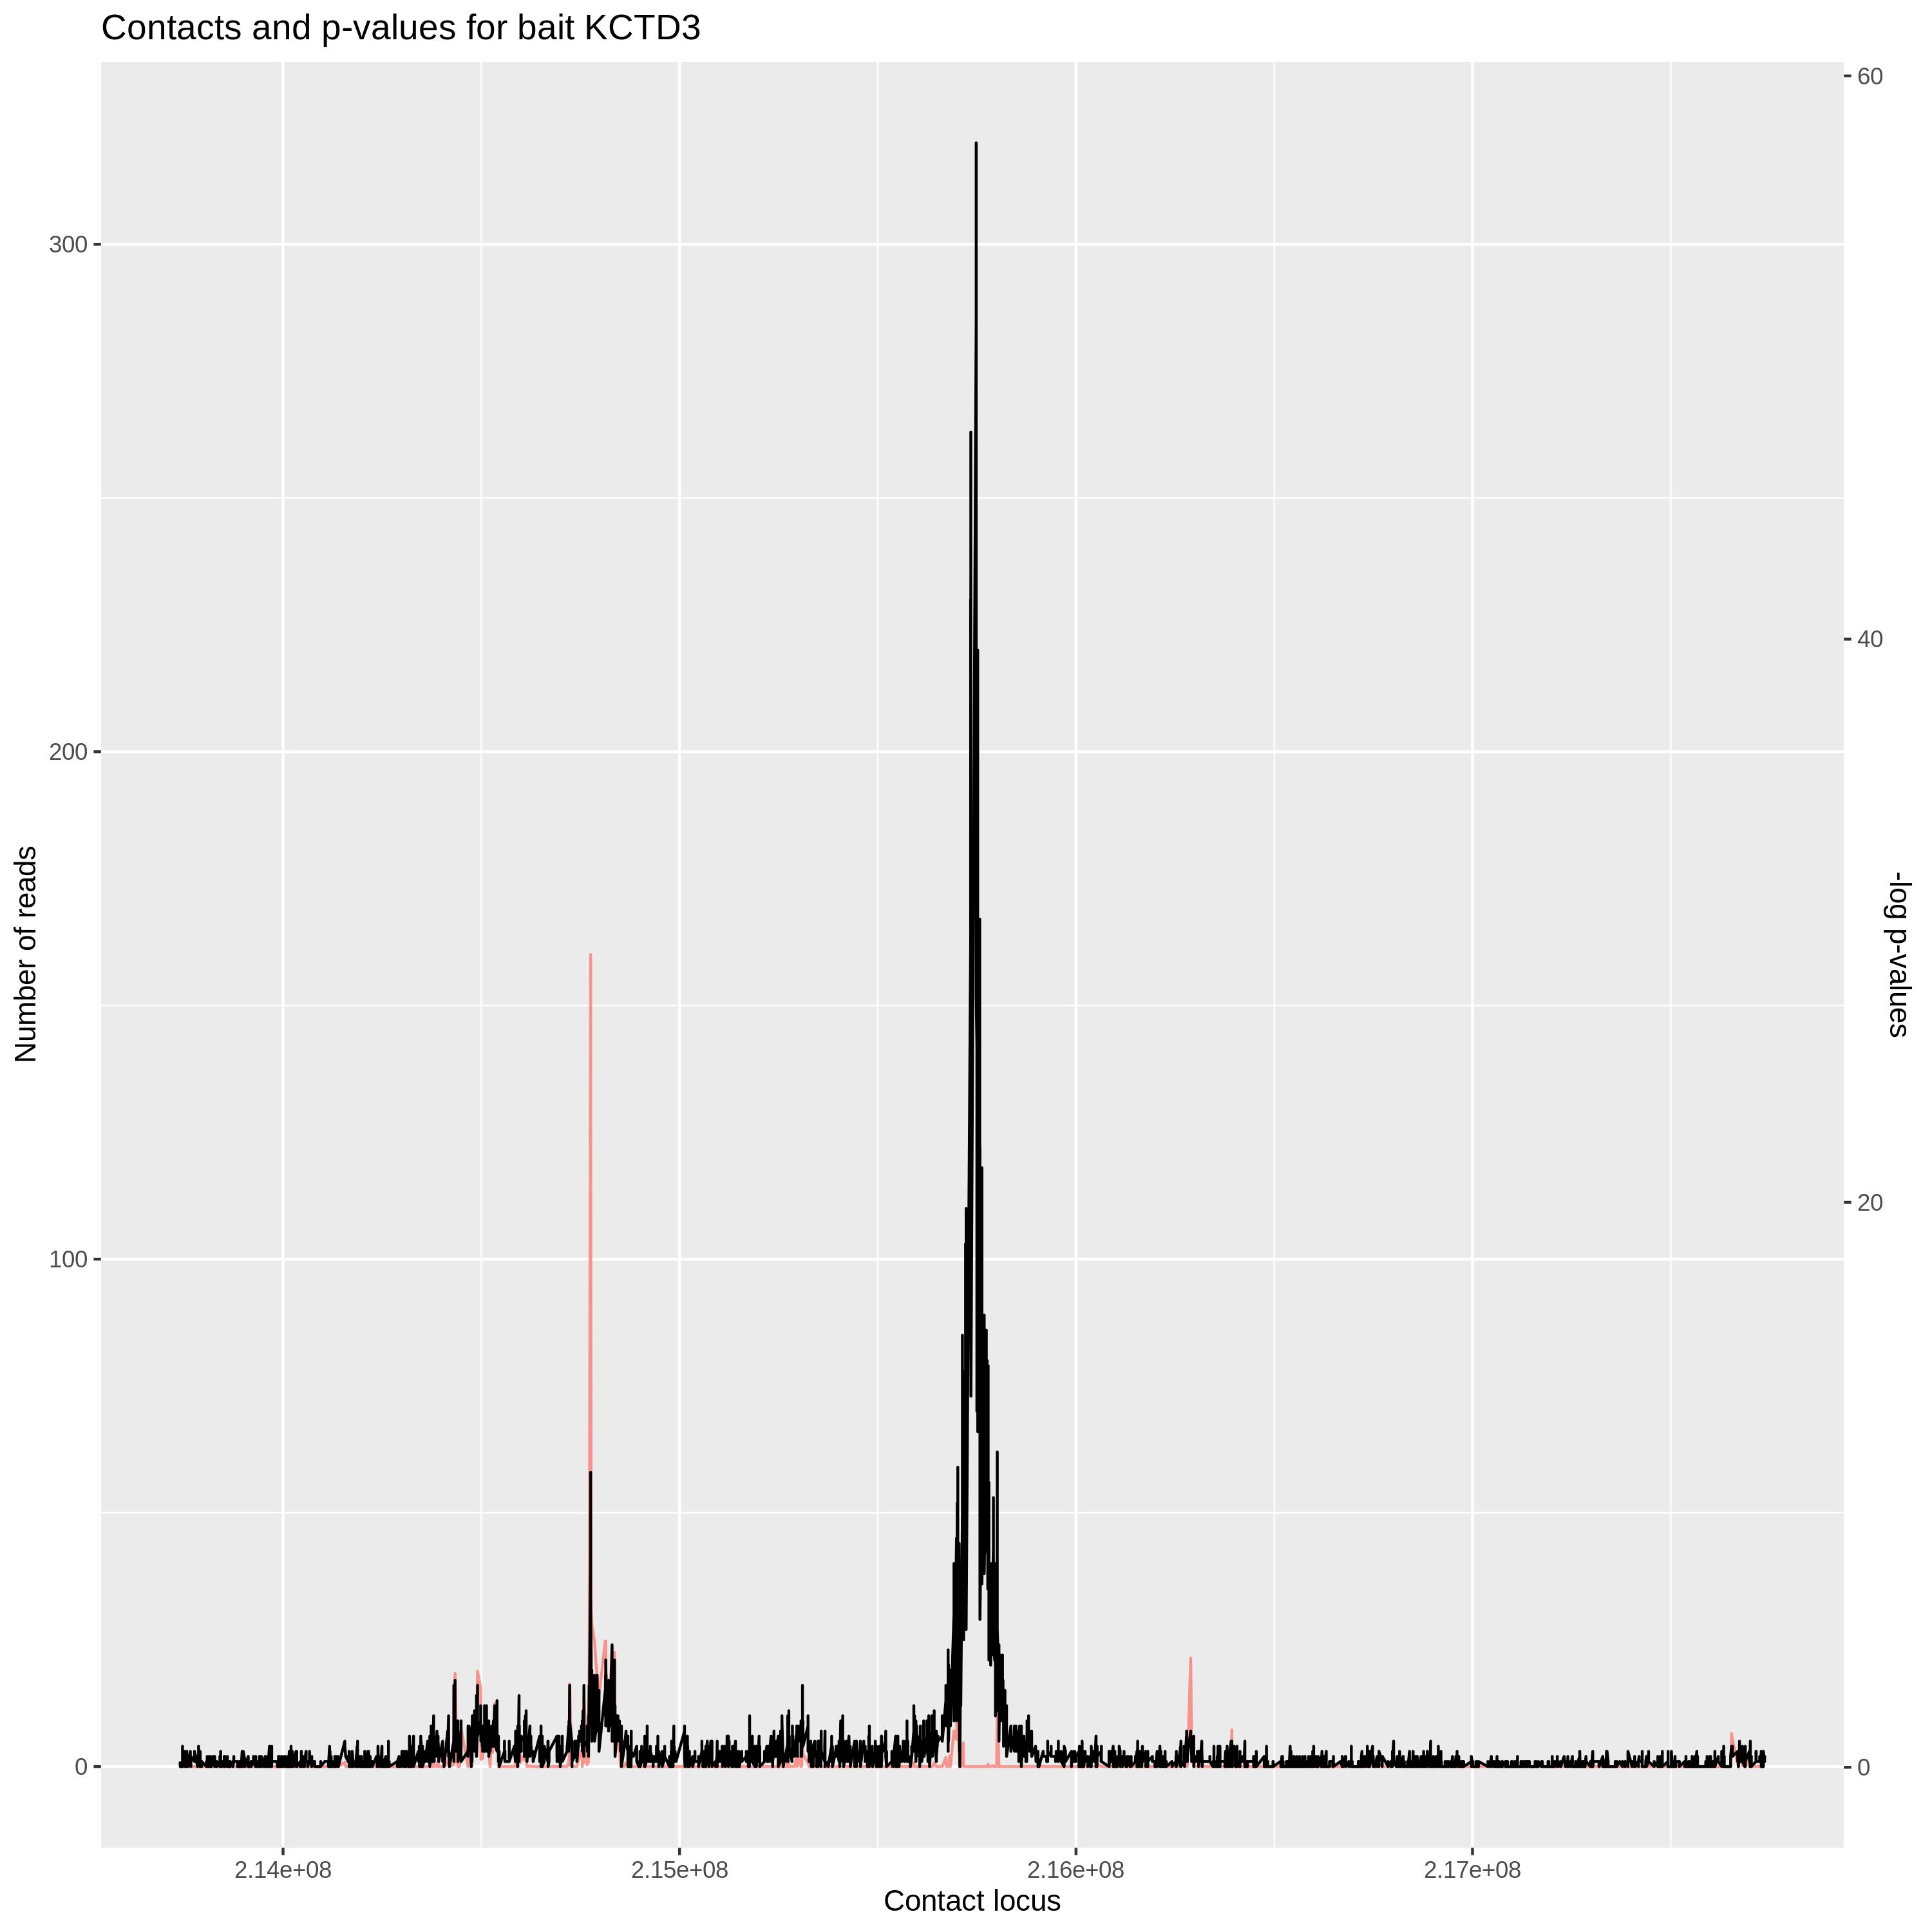 Contacts and p-values for bait KCTD3
Number of reads
300
200
100
0
60
40
20
0
-log p-values
2.14e+08
2.15e+08
2.16e+08
2.17e+08
Contact locus